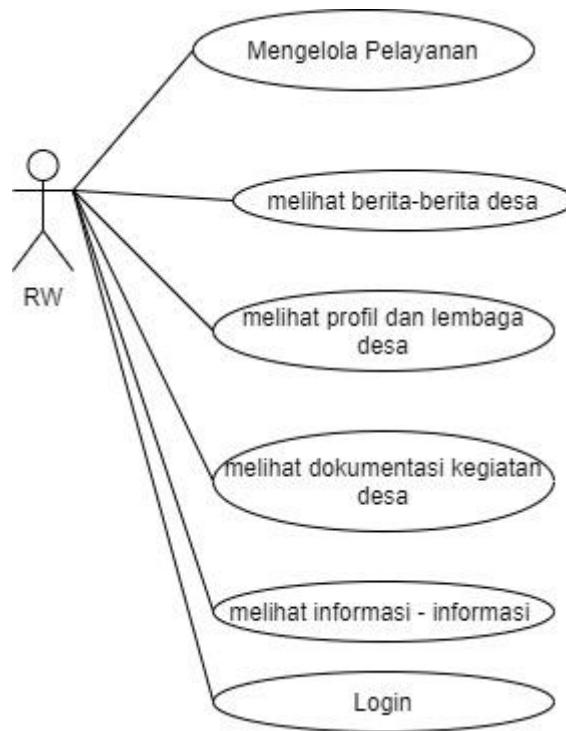 Mengelola Pelayanan
melihat berita-berita desa
RW
melihat profil dan lembaga
desa
melihat dokumentasi kegiatan
desa
melihat informasi - informasi
Login